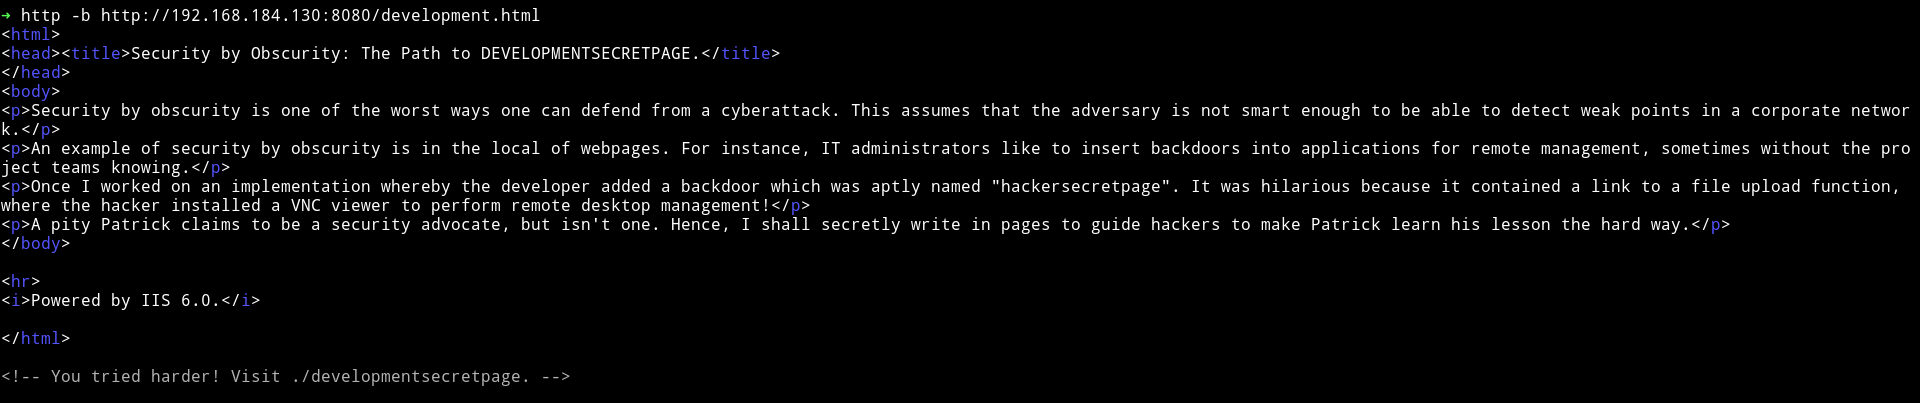 ➜ http -b http://192.168.184.130:8080/development.html
<html>
<head><title>Security by Obscurity: The Path to DEVELOPMENTSECRETPAGE.</title>
</head>
<body>
<p>Security by obscurity is one of the worst ways one can defend from a cyberattack. This assumes that the adversary is not smart enough to be able to detect weak points in a corporate networ
k.</p>
<p>An example of security by obscurity is in the local of webpages. For instance, IT administrators like to insert backdoors into applications for remote management, sometimes without the pro
ject teams knowing.</p>
<p>Once I worked on an implementation whereby the developer added a backdoor which was aptly named "hackersecretpage". It was hilarious because it contained a link to a file upload function,
where the hacker installed a VNC viewer to perform remote desktop management!</p>
<p>A pity Patrick claims to be a security advocate, but isn't one. Hence, I shall secretly write in pages to guide hackers to make Patrick learn his lesson the hard way.</p>
</body>
<hr>
<i>Powered by IIS 6.0.</i>
</html>
<!-- You tried harder! Visit ./developmentsecretpage. -->